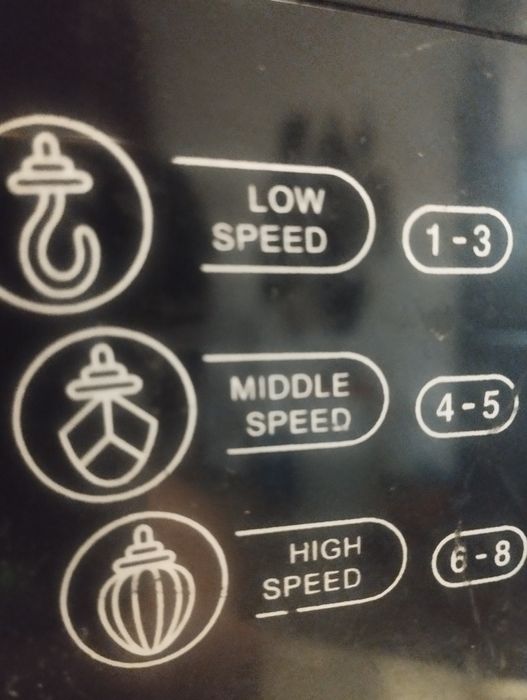 LOW
SPEED
1-3
MIDDLE
SPEED
4-5
HIGH
SPEED
6-8